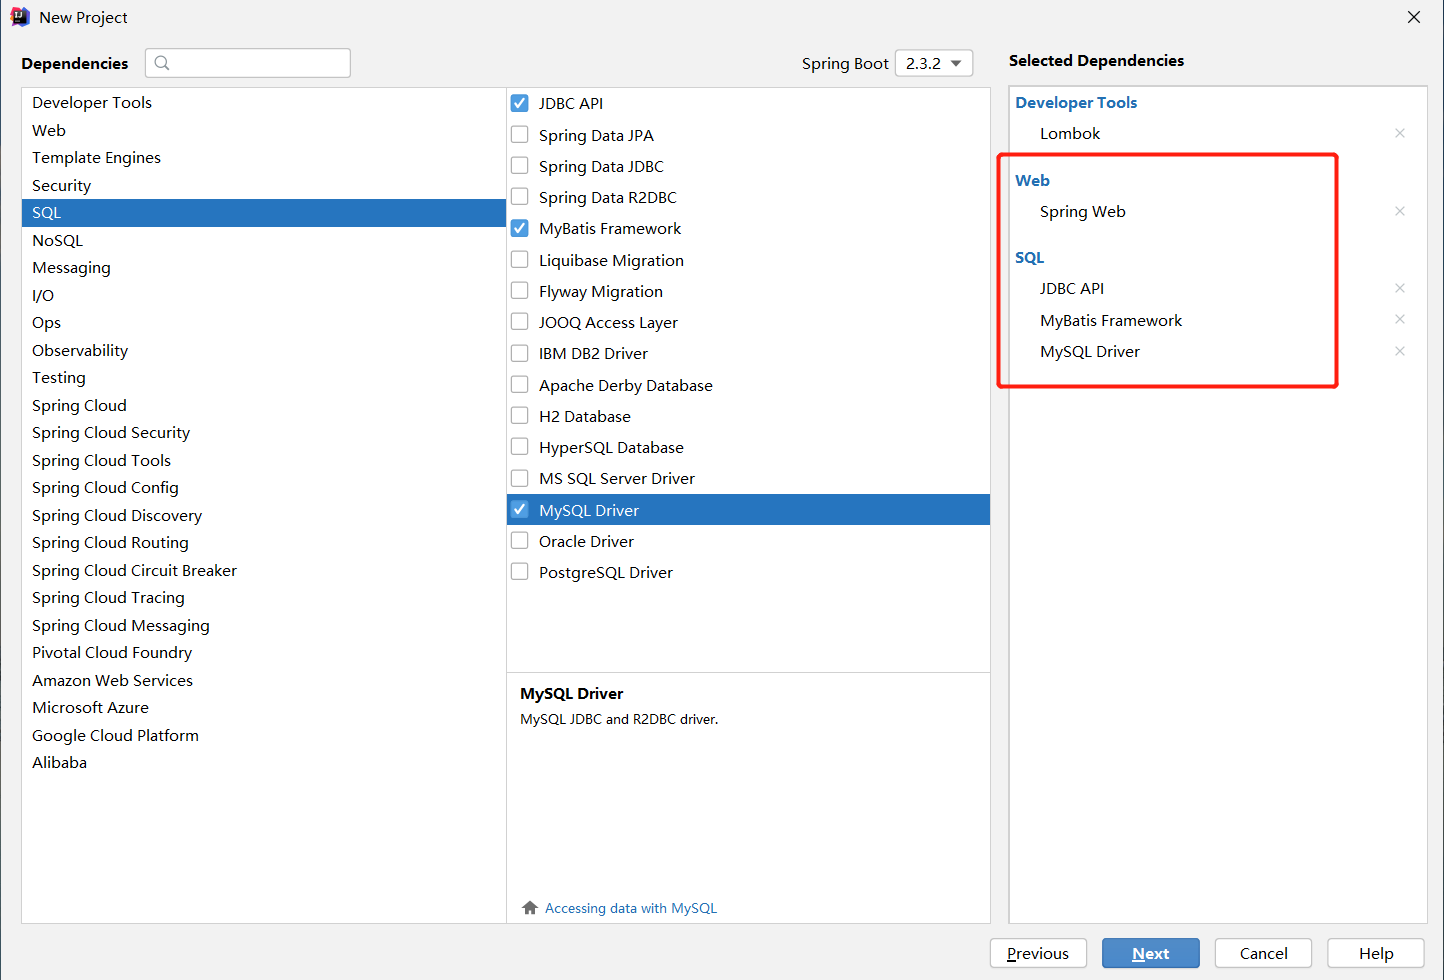 New Project
Dependencies
Spring Boot 2.3.2
Selected Dependencies
Developer Tools
Web
Template Engines
Security
SQL
NoSQL
Messaging
I/O
Ops
Observability
Testing
Spring Cloud
Spring Cloud Security
Spring Cloud Tools
Spring Cloud Config
Spring Cloud Discovery
Spring Cloud Routing
Spring Cloud Circuit Breaker
Spring Cloud Tracing
Spring Cloud Messaging
Pivotal Cloud Foundry
Amazon Web Services
Microsoft Azure
Google Cloud Platform
Alibaba
JDBC API
Spring Data JPA
Spring Data JDBC
Spring Data R2DBC
MyBatis Framework
Liquibase Migration
Flyway Migration
JOOQ Access Layer
IBM DB2 Driver
Apache Derby Database
H2 Database
HyperSQL Database
MS SQL Server Driver
MySQL Driver
Oracle Driver
PostgreSQL Driver
MySQL Driver
MySQL JDBC and R2DBC driver.
Accessing data with MySQL
Developer Tools
Lombok
Web
Spring Web
SQL
JDBC API
MyBatis Framework
MySQL Driver
Previous
Next
Cancel
Help